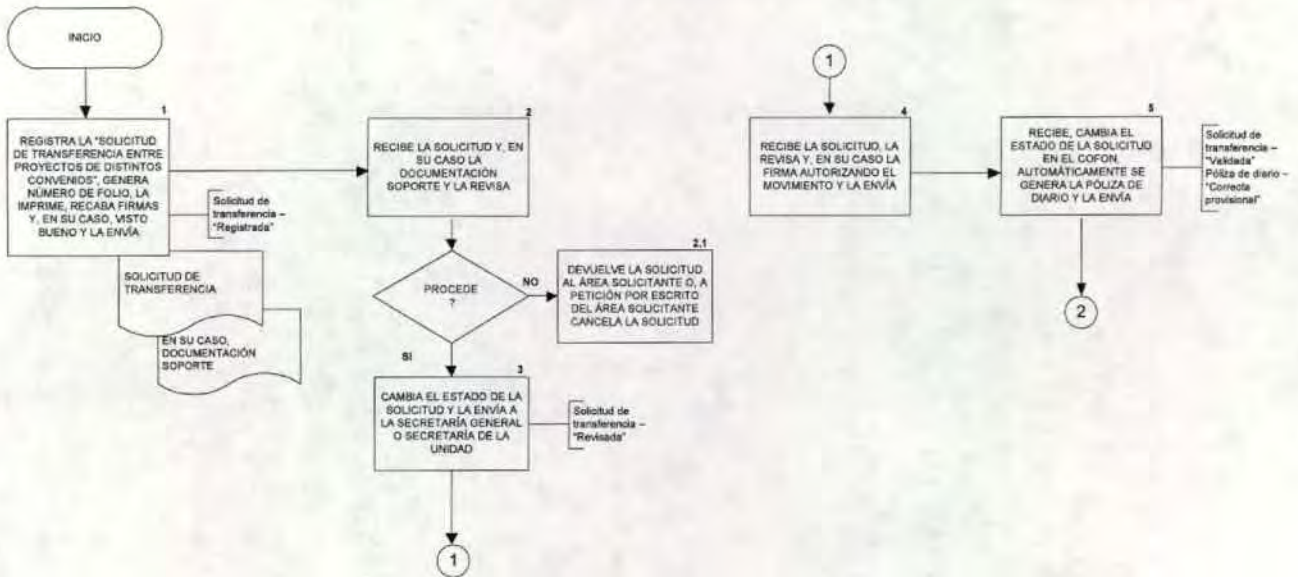 INICIO
1
REGISTRA LA "SOLICITUD
DE TRANSFERENCIA ENTRE
PROYECTOS DE DISTINTOS
CONVENIOS", GENERA
NÚMERO DE FOLIO, LA
IMPRIME, RECABA FIRMAS
Y, EN SU CASO, VISTO
BUENO Y LA ENVÍA
Solicitud de
transferencia –
"Registrada"
SOLICITUD DE
TRANSFERENCIA
EN SU CASO,
DOCUMENTACIÓN
SOPORTE
2
RECIBE LA SOLICITUD Y, EN
SU CASO LA
DOCUMENTACIÓN
SOPORTE Y LA REVISA
PROCEDE
?
NO
2.1
DEVUELVE LA SOLICITUD
AL ÁREA SOLICITANTE O, A
PETICIÓN POR ESCRITO
DEL ÁREA SOLICITANTE
CANCELA LA SOLICITUD
SI
3
CAMBIA EL ESTADO DE LA
SOLICITUD Y LA ENVÍA A
LA SECRETARÍA GENERAL
O SECRETARÍA DE LA
UNIDAD
Solicitud de
transferencia –
"Revisada"
1
1
4
RECIBE LA SOLICITUD, LA
REVISA Y, EN SU CASO LA
FIRMA AUTORIZANDO EL
MOVIMIENTO Y LA ENVÍA
5
RECIBE, CAMBIA EL
ESTADO DE LA SOLICITUD
EN EL COFON,
AUTOMÁTICAMENTE SE
GENERA LA PÓLIZA DE
DIARIO Y LA ENVÍA
Solicitud de
transferencia –
"Validada"
Póliza de diario –
"Correcta
provisional"
2